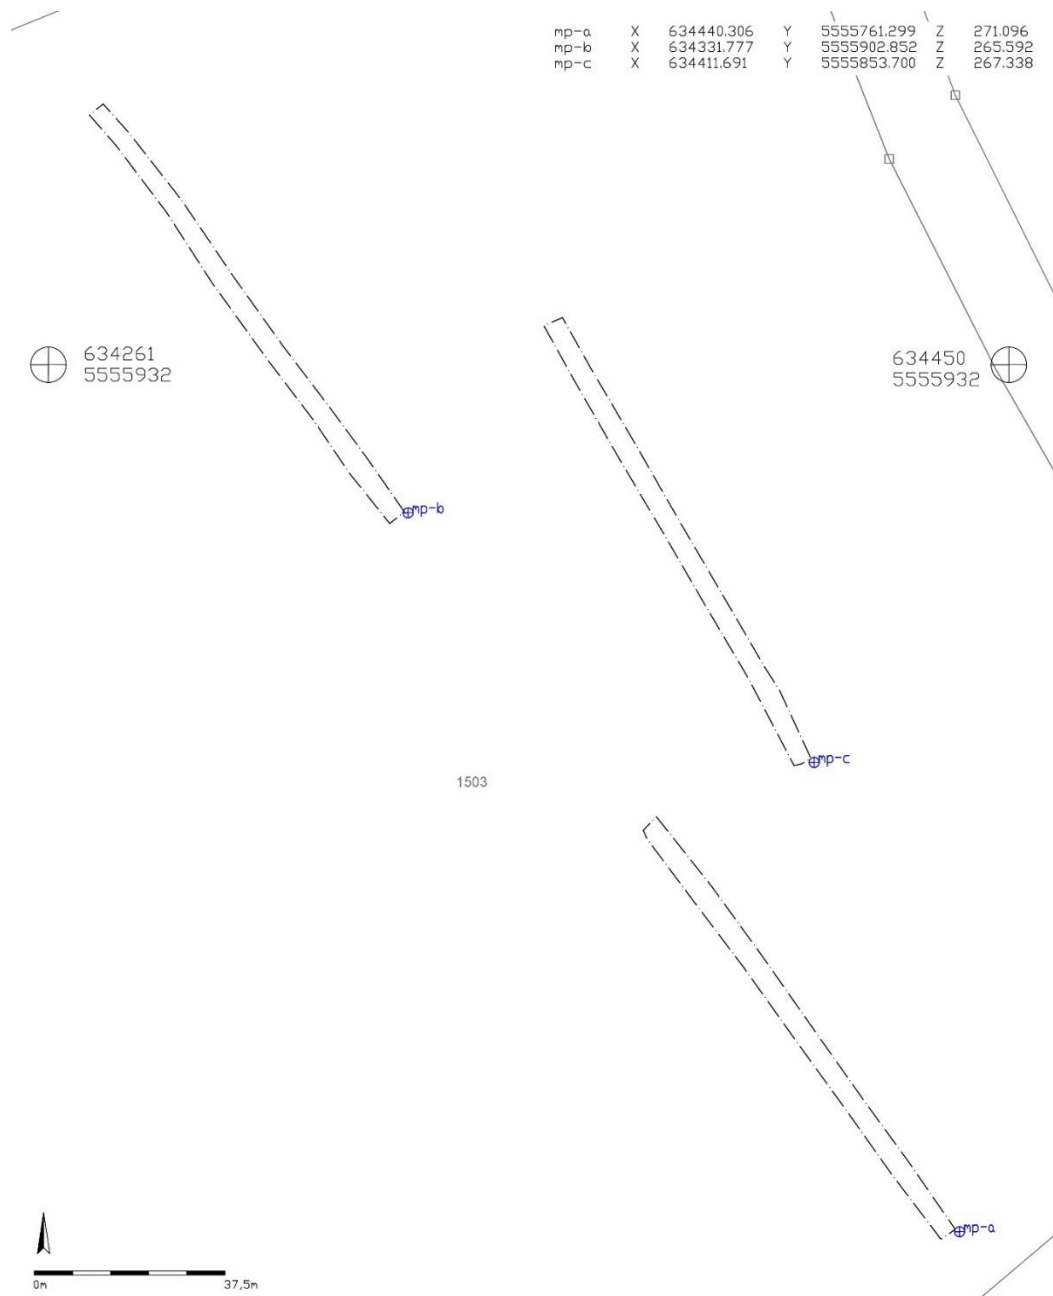 mp-a X 634440.306 Y 5555761.299 Z 271.096
mp-b X 634331.777 Y 5555902.852 Z 265.592
mp-c X 634411.691 Y 5555853.700 Z 267.338
634261
5555932
634450
5555932
mp-b
mp-c
1503
mp-a
0m 37,5m